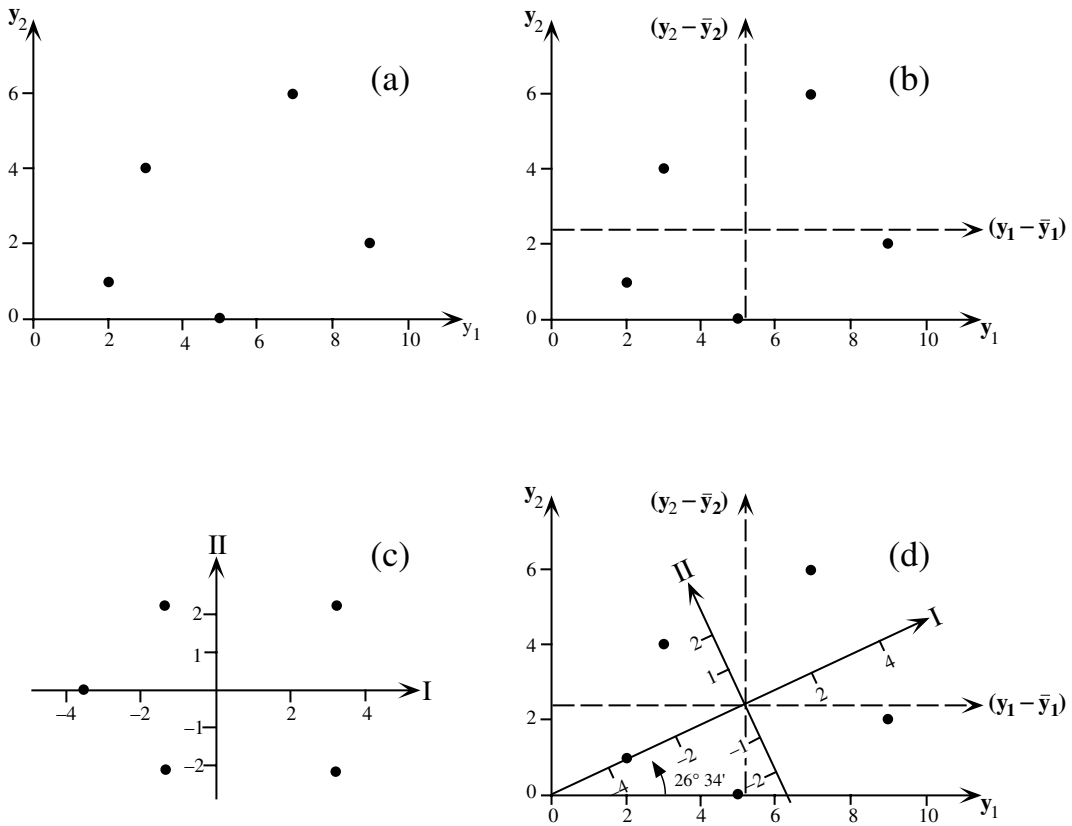 y₂
(a)
6
4
2
0
0 2 4 6 8 10 y₁
y₂
(y₂ – ȳ₂)
(b)
6
4
2
0
(y₁ – ȳ₁)
0 2 4 6 8 10 y₁
II
(c)
2
1
–4 –2 2 4 I
–1
–2
y₂
(y₂ – ȳ₂)
(d)
6
4
2
0
II
2
1
–1
–2
I
4
2
–2
–4
(y₁ – ȳ₁)
26° 34'
0 2 4 6 8 10 y₁